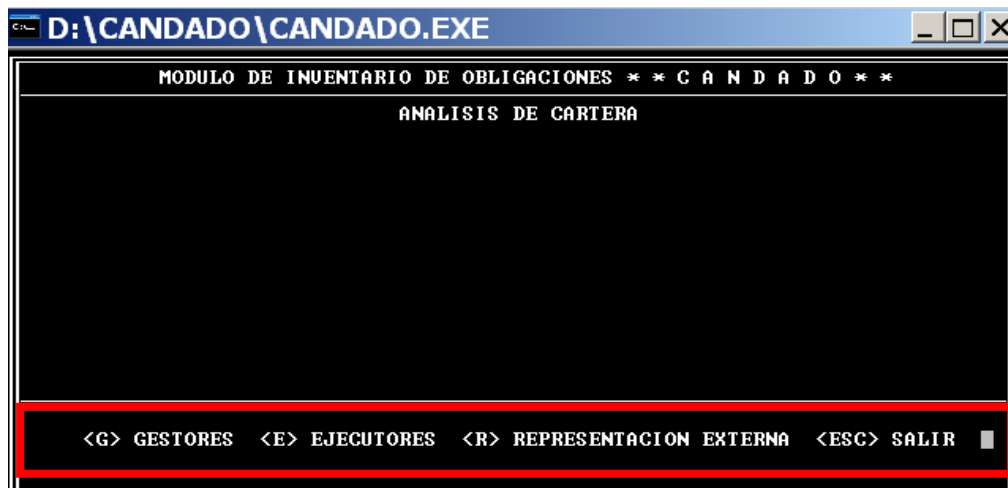 D:\CANDADO\CANDADO.EXE
MODULO DE INVENTARIO DE OBLIGACIONES * * C A N D A D O * *
ANALISIS DE CARTERA
<G> GESTORES <E> EJECUTORES <R> REPRESENTACION EXTERNA <ESC> SALIR